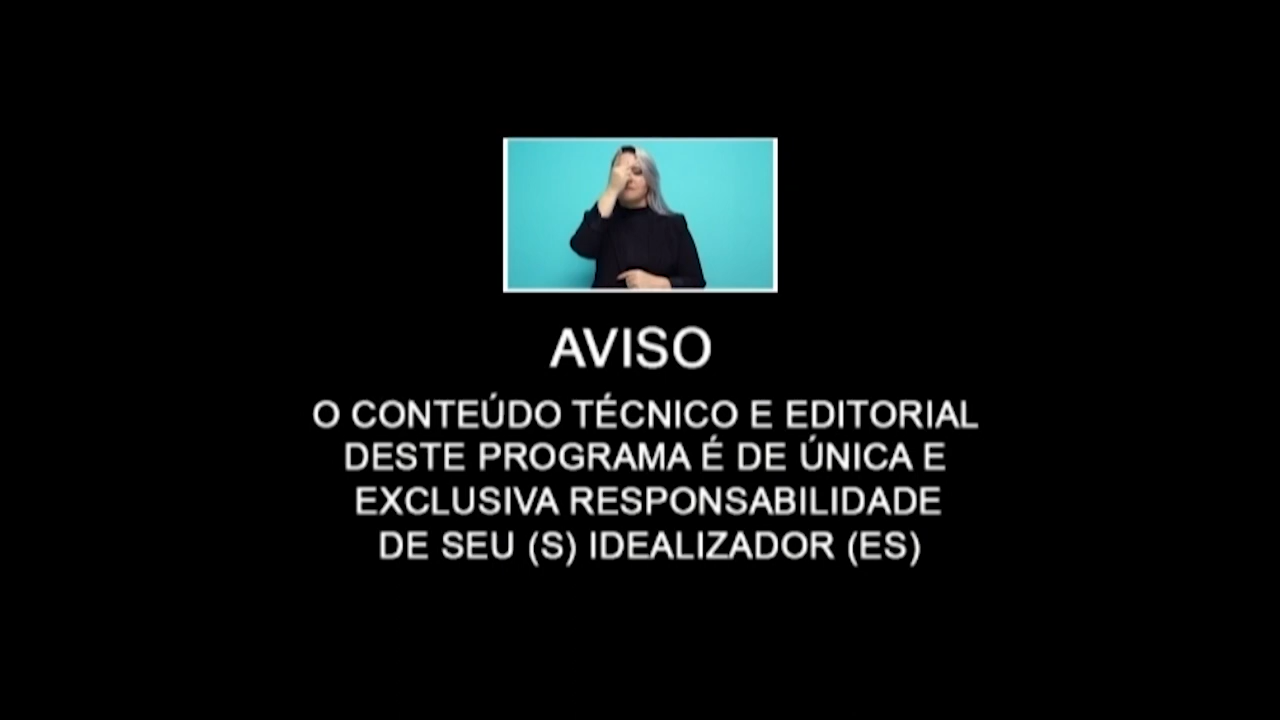 AVISO
O CONTEÚDO TÉCNICO E EDITORIAL
DESTE PROGRAMA É DE ÚNICA E
EXCLUSIVA RESPONSABILIDADE
DE SEU (S) IDEALIZADOR (ES)